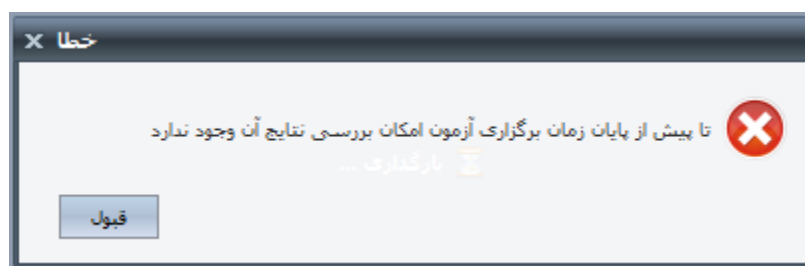 خطا
تا پیش از پایان زمان برگزاری آزمون امکان بررسی نتایج آن وجود ندارد
بارگذاری ...
قبول